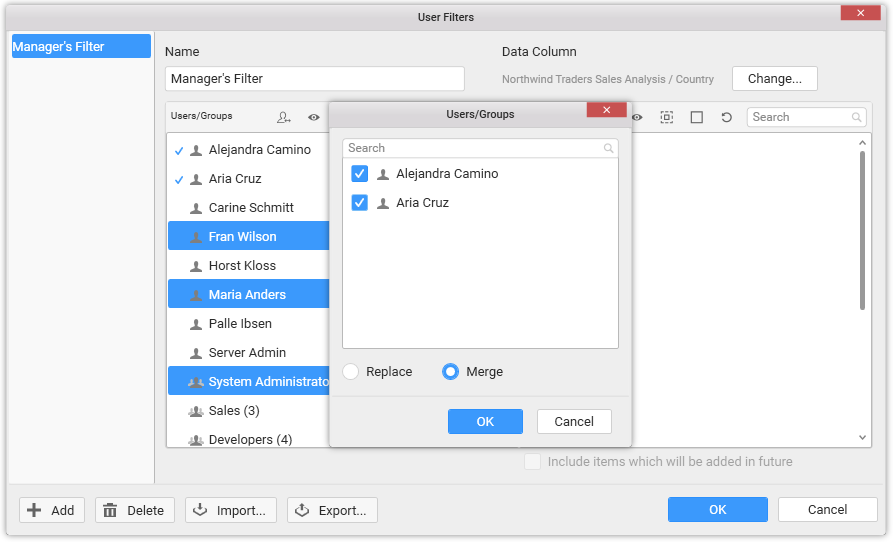 User Filters
Manager's Filter
Name
Data Column
Manager's Filter
Northwind Traders Sales Analysis / Country
Change...
Users/Groups
Search
Alejandra Camino
Aria Cruz
Carine Schmitt
Fran Wilson
Horst Kloss
Maria Anders
Palle Ibsen
Server Admin
System Administrato
Sales (3)
Developers (4)
Users/Groups
Search
Alejandra Camino
Aria Cruz
Replace
Merge
OK
Cancel
Include items which will be added in future
Add
Delete
Import...
Export...
OK
Cancel